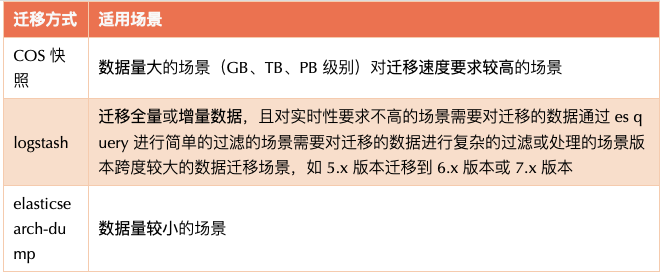 迁移方式 适用场景
COS 快
照
数据量大的场景（GB、TB、PB 级别）对迁移速度要求较高的场景
logstash
迁移全量或增量数据，且对实时性要求不高的场景需要对迁移的数据通过 es q
uery 进行简单的过滤的场景需要对迁移的数据进行复杂的过滤或处理的场景版
本跨度较大的数据迁移场景，如 5.x 版本迁移到 6.x 版本或 7.x 版本
elasticse
arch-du
mp
数据量较小的场景